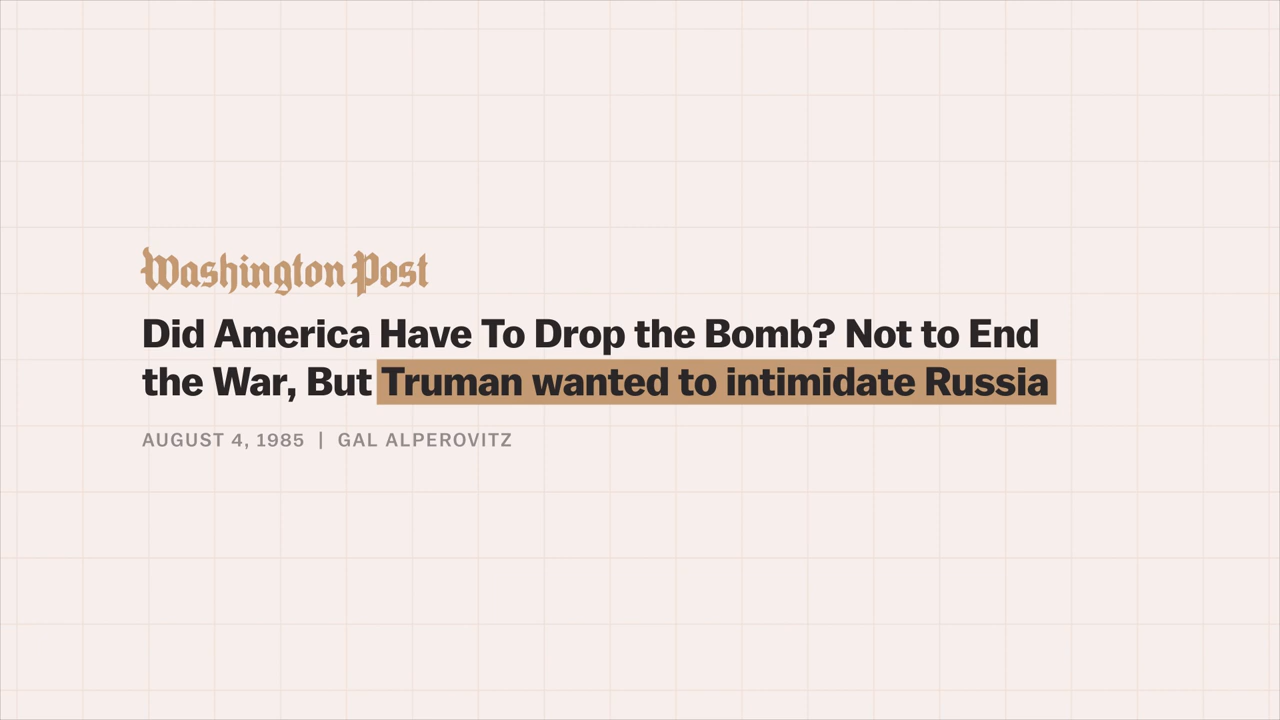 Washington Post
Did America Have To Drop the Bomb? Not to End
the War, But Truman wanted to intimidate Russia
AUGUST 4, 1985 | GAL ALPEROVITZ